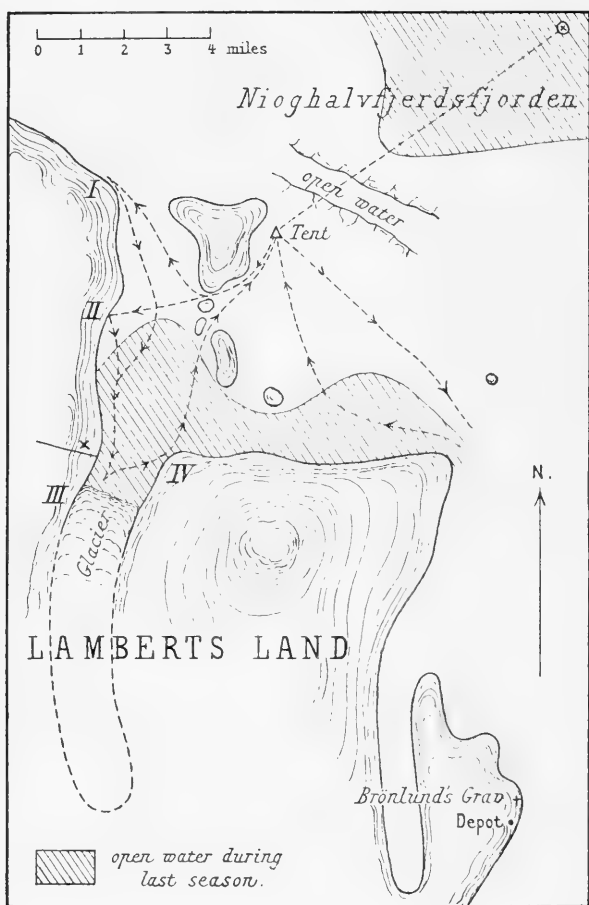 0 1 2 3 4 miles
Nioghalvfjerdsfjorden
open water
I
Tent
II
N.
III
IV
Glacier
LAMBERTS LAND
Brönlund's Grav
Depot
open water during
last season.